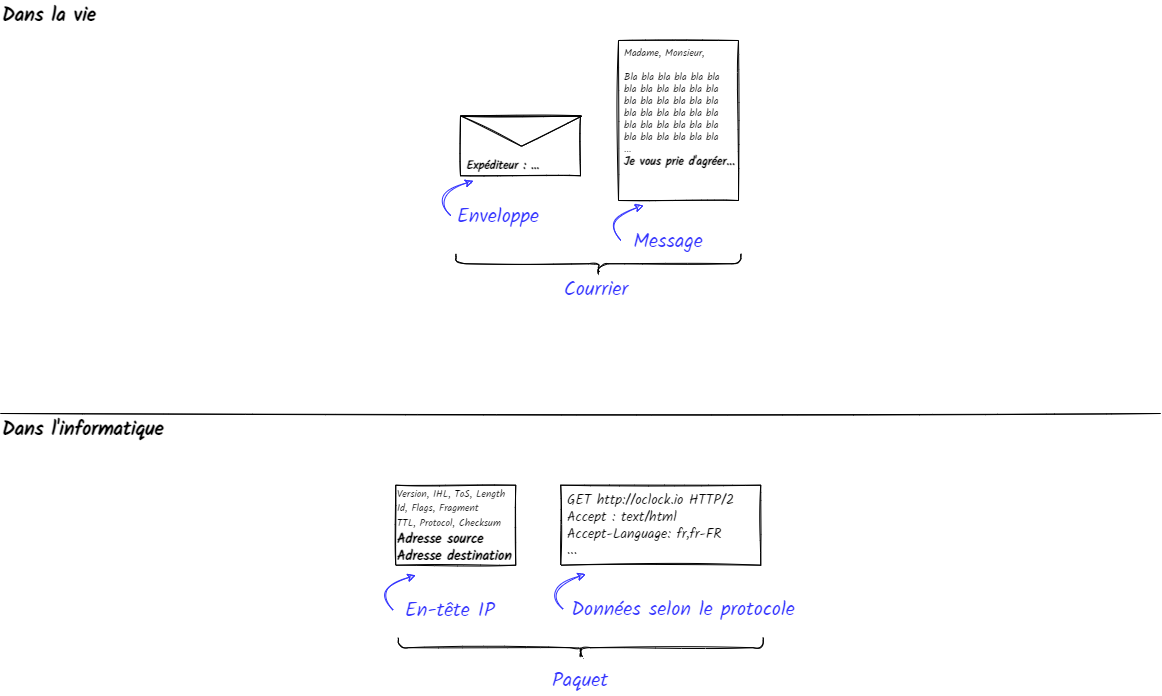 Dans la vie
Madame, Monsieur,
Bla bla bla bla bla bla
bla bla bla bla bla bla
bla bla bla bla bla bla
bla bla bla bla bla bla
bla bla bla bla bla bla
bla bla bla bla bla bla
...
Je vous prie d'agréer...
Expéditeur : ...
Enveloppe
Message
Courrier
Dans l'informatique
Version, IHL, ToS, Length
Id, Flags, Fragment
TTL, Protocol, Checksum
Adresse source
Adresse destination
GET http://oclock.io HTTP/2
Accept : text/html
Accept-Language: fr,fr-FR
...
En-tête IP
Données selon le protocole
Paquet